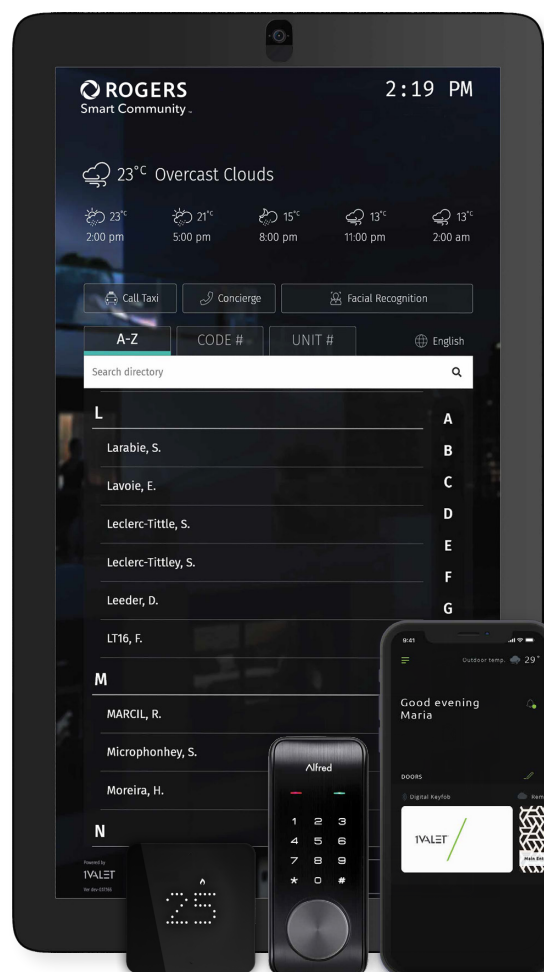 ROGERS
Smart Community™
2:19 PM
23°C Overcast Clouds
23°C 21°C 15°C 13°C 13°C
2:00 pm 5:00 pm 8:00 pm 11:00 pm 2:00 am
Call Taxi Concierge Facial Recognition
A-Z CODE # UNIT # English
Search directory
L
Larabie, S.
Lavoie, E.
Leclerc-Tittle, S.
Leclerc-Tittley, S.
Leeder, D.
LT16, F.
M
MARCIL, R.
Microphonhey, S.
Moreira, H.
N
A
B
C
D
E
F
G
Powered by
1VALET
25
Alfred
1 2 3
4 5 6
7 8 9
* 0 #
9:41
Outdoor temp. 29°
Good evening
Maria
DOORS
Digital Keyfob Rem
1VALET
Main Ent